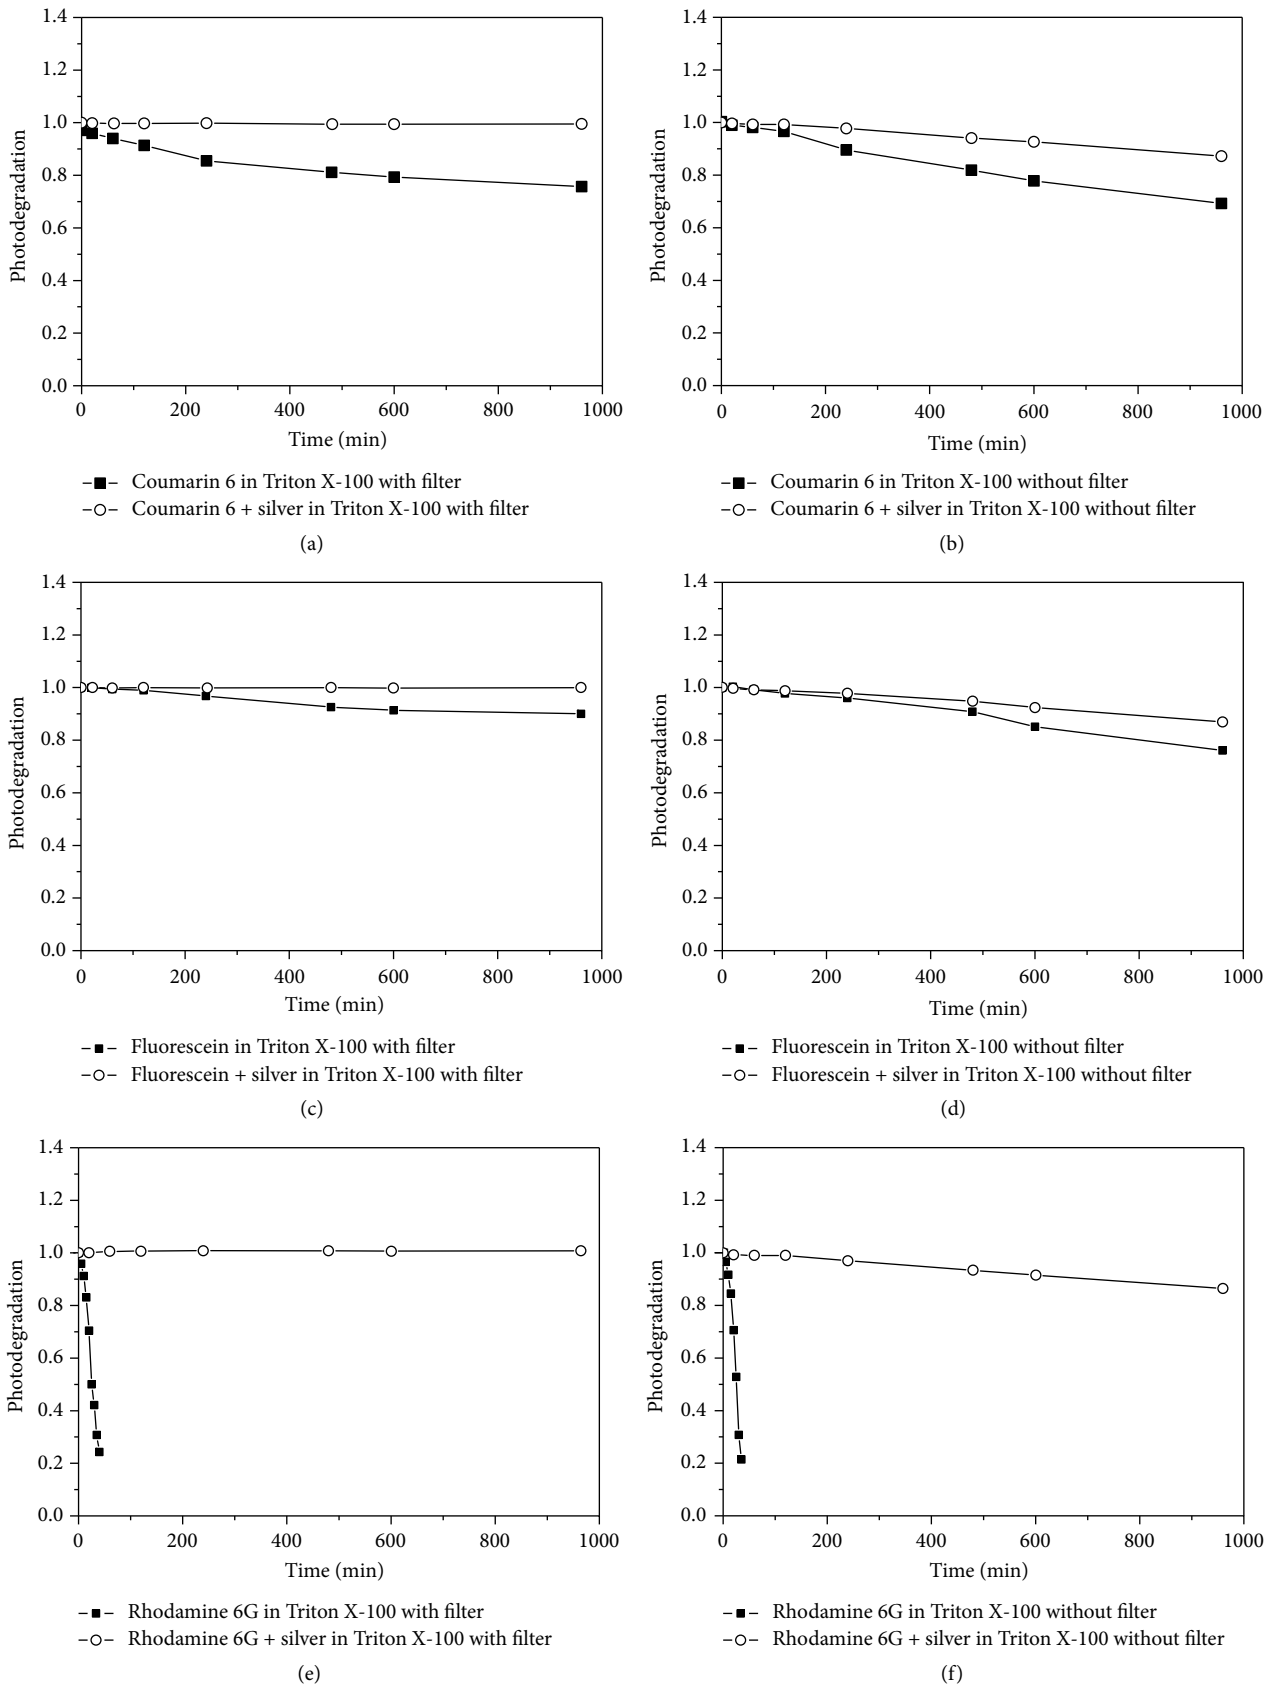 1.4
1.2
1.0
0.8
0.6
0.4
0.2
0.0
Photodegradation
0 200 400 600 800 1000
Time (min)
Coumarin 6 in Triton X-100 with filter
Coumarin 6 + silver in Triton X-100 with filter
(a)
1.4
1.2
1.0
0.8
0.6
0.4
0.2
0.0
Photodegradation
0 200 400 600 800 1000
Time (min)
Coumarin 6 in Triton X-100 without filter
Coumarin 6 + silver in Triton X-100 without filter
(b)
1.4
1.2
1.0
0.8
0.6
0.4
0.2
0.0
Photodegradation
0 200 400 600 800 1000
Time (min)
Fluorescein in Triton X-100 with filter
Fluorescein + silver in Triton X-100 with filter
(c)
1.4
1.2
1.0
0.8
0.6
0.4
0.2
0.0
Photodegradation
0 200 400 600 800 1000
Time (min)
Fluorescein in Triton X-100 without filter
Fluorescein + silver in Triton X-100 without filter
(d)
1.4
1.2
1.0
0.8
0.6
0.4
0.2
0.0
Photodegradation
0 200 400 600 800 1000
Time (min)
Rhodamine 6G in Triton X-100 with filter
Rhodamine 6G + silver in Triton X-100 with filter
(e)
1.4
1.2
1.0
0.8
0.6
0.4
0.2
0.0
Photodegradation
0 200 400 600 800 1000
Time (min)
Rhodamine 6G in Triton X-100 without filter
Rhodamine 6G + silver in Triton X-100 without filter
(f)